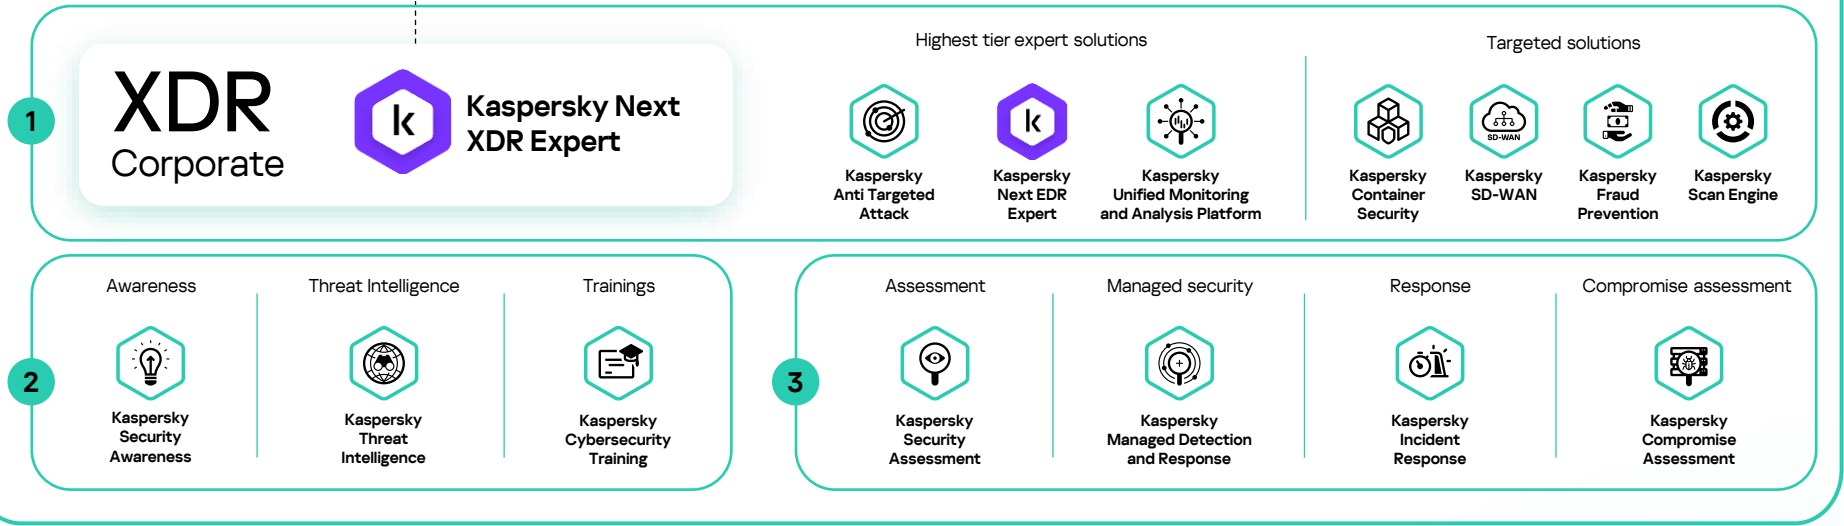 1
XDR
Corporate
k
Kaspersky Next
XDR Expert
Highest tier expert solutions
Kaspersky
Anti Targeted
Attack
k
Kaspersky
Next EDR
Expert
Kaspersky
Unified Monitoring
and Analysis Platform
Targeted solutions
Kaspersky
Container
Security
SD-WAN
Kaspersky
SD-WAN
Kaspersky
Fraud
Prevention
Kaspersky
Scan Engine
2
Awareness
Kaspersky
Security
Awareness
Threat Intelligence
Kaspersky
Threat
Intelligence
Trainings
Kaspersky
Cybersecurity
Training
3
Assessment
Kaspersky
Security
Assessment
Managed security
Kaspersky
Managed Detection
and Response
Response
Kaspersky
Incident
Response
Compromise assessment
Kaspersky
Compromise
Assessment